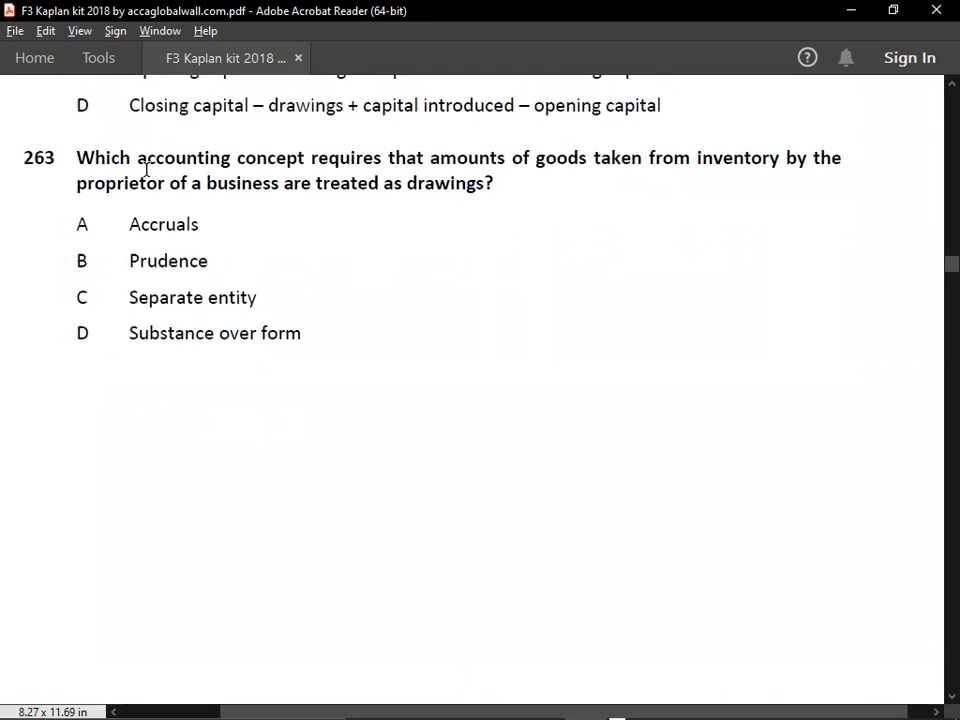 F3 Kaplan kit 2018 by accaglobalwall.com.pdf - Adobe Acrobat Reader (64-bit)
File Edit View Sign Window Help
Home Tools F3 Kaplan kit 2018 ... × Sign In
D Closing capital – drawings + capital introduced – opening capital
263 Which accounting concept requires that amounts of goods taken from inventory by the
proprietor of a business are treated as drawings?
A Accruals
B Prudence
C Separate entity
D Substance over form
8.27 x 11.69 in